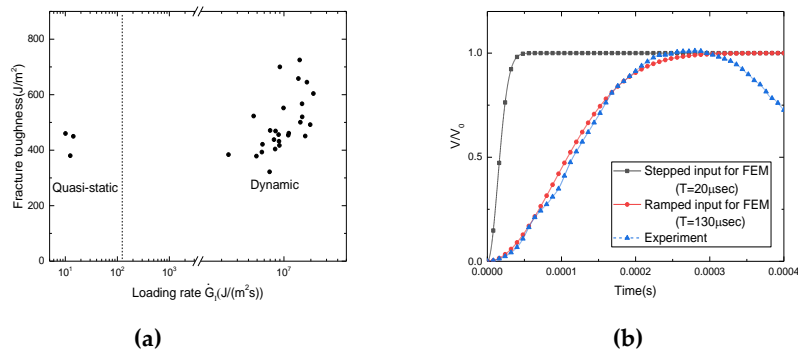 900
800
600
400
200
0
Fracture toughness(J/m²)
Quasi-static
Dynamic
10¹
10²
10³
10⁷
Loading rate Ġ_I(J/(m²s))
(a)
1.0
0.5
0.0
V/V₀
Stepped input for FEM
(T=20μsec)
Ramped input for FEM
(T=130μsec)
Experiment
0.0000
0.0001
0.0002
0.0003
0.0004
Time(s)
(b)